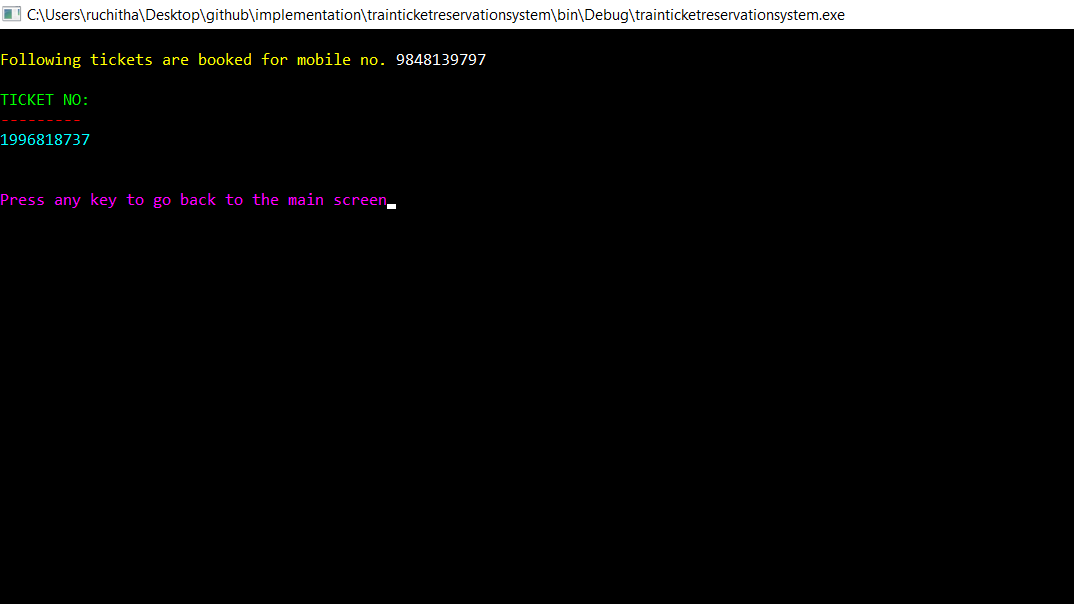 C:\Users\ruchitha\Desktop\github\implementation\trainticketreservationsystem\bin\Debug\trainticketreservationsystem.exe
Following tickets are booked for mobile no. 9848139797
TICKET NO:
---------
1996818737
Press any key to go back to the main screen